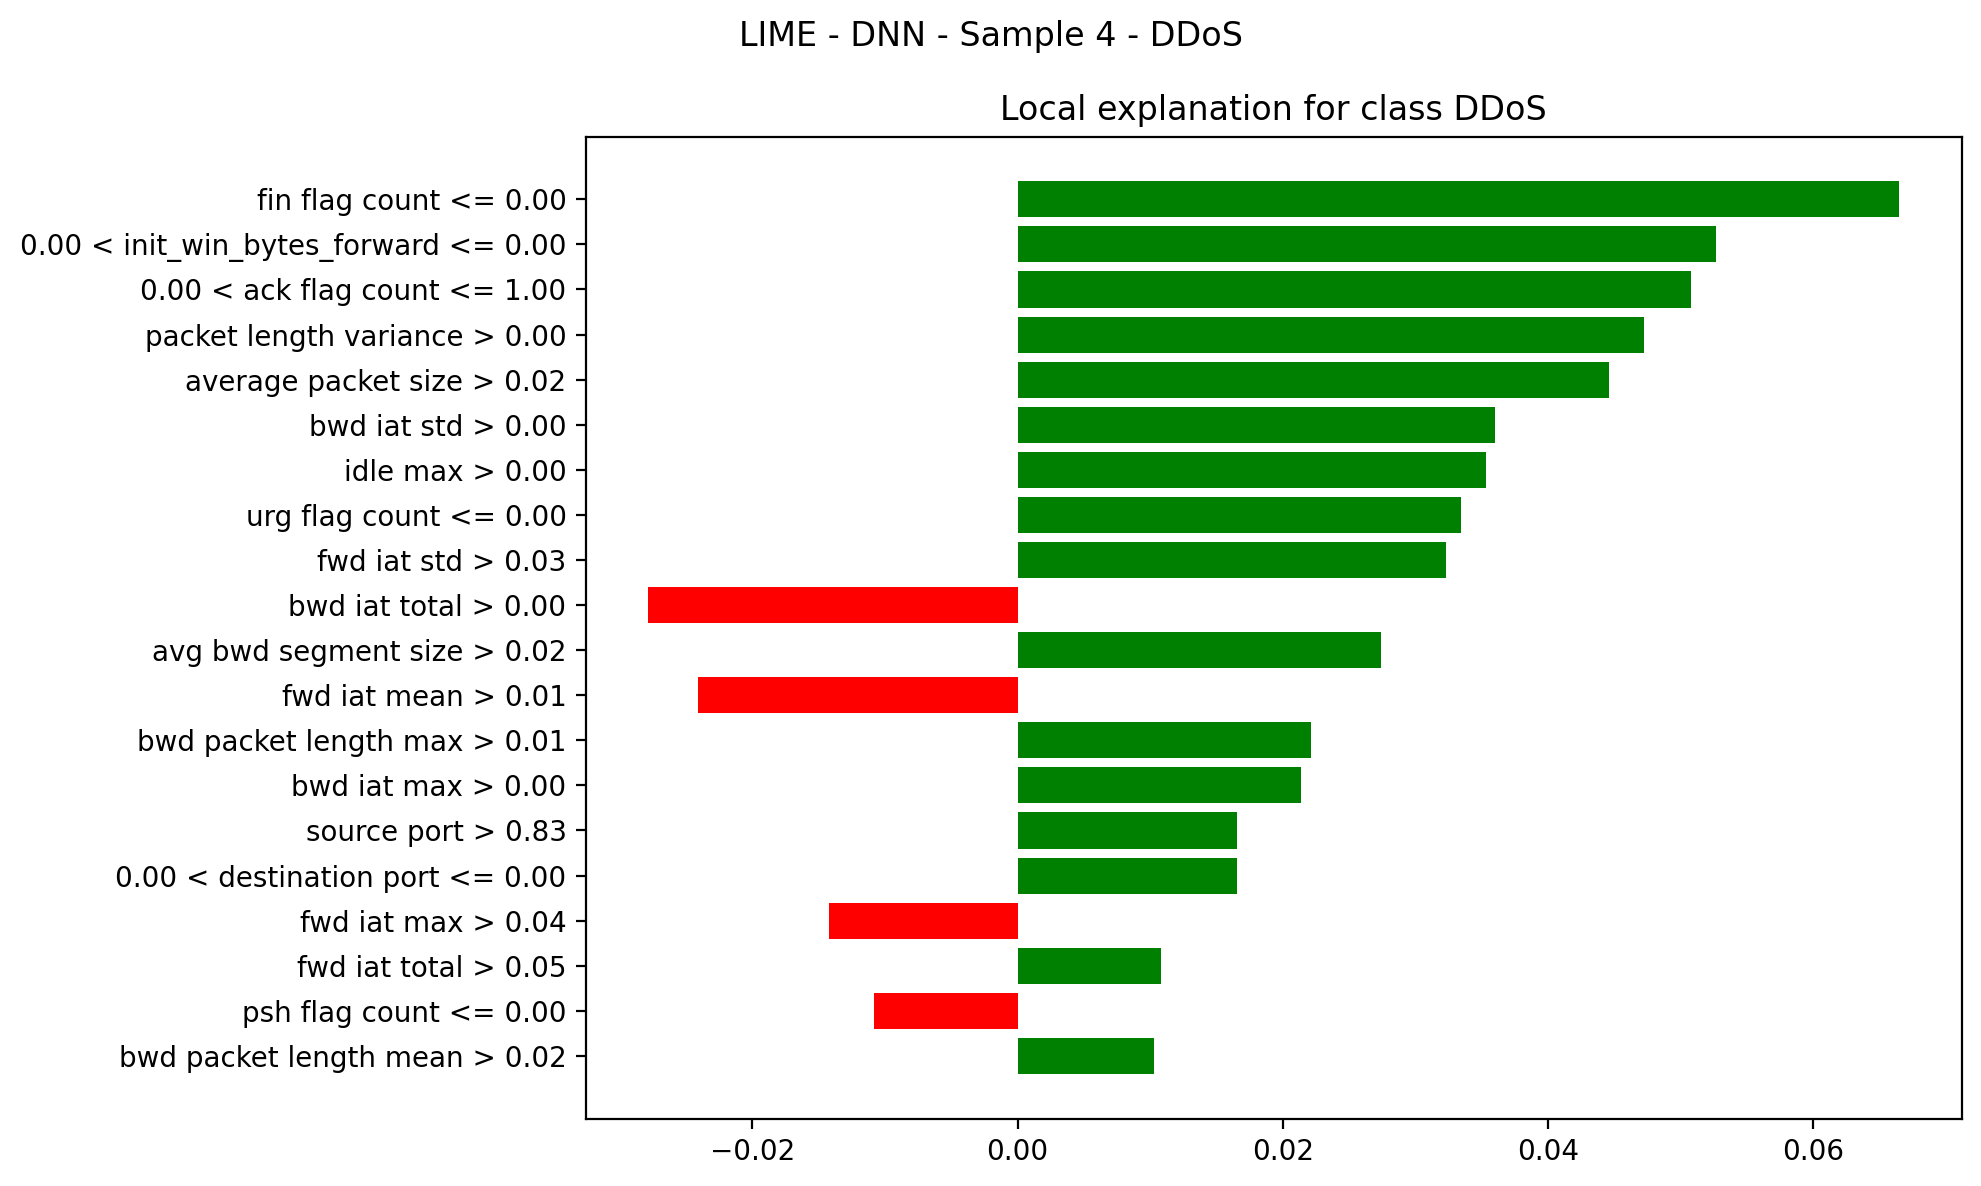 LIME - DNN - Sample 4 - DDoS
Local explanation for class DDoS
fin flag count <= 0.00
0.00 < init_win_bytes_forward <= 0.00
0.00 < ack flag count <= 1.00
packet length variance > 0.00
average packet size > 0.02
bwd iat std > 0.00
idle max > 0.00
urg flag count <= 0.00
fwd iat std > 0.03
bwd iat total > 0.00
avg bwd segment size > 0.02
fwd iat mean > 0.01
bwd packet length max > 0.01
bwd iat max > 0.00
source port > 0.83
0.00 < destination port <= 0.00
fwd iat max > 0.04
fwd iat total > 0.05
psh flag count <= 0.00
bwd packet length mean > 0.02
−0.02 0.00 0.02 0.04 0.06